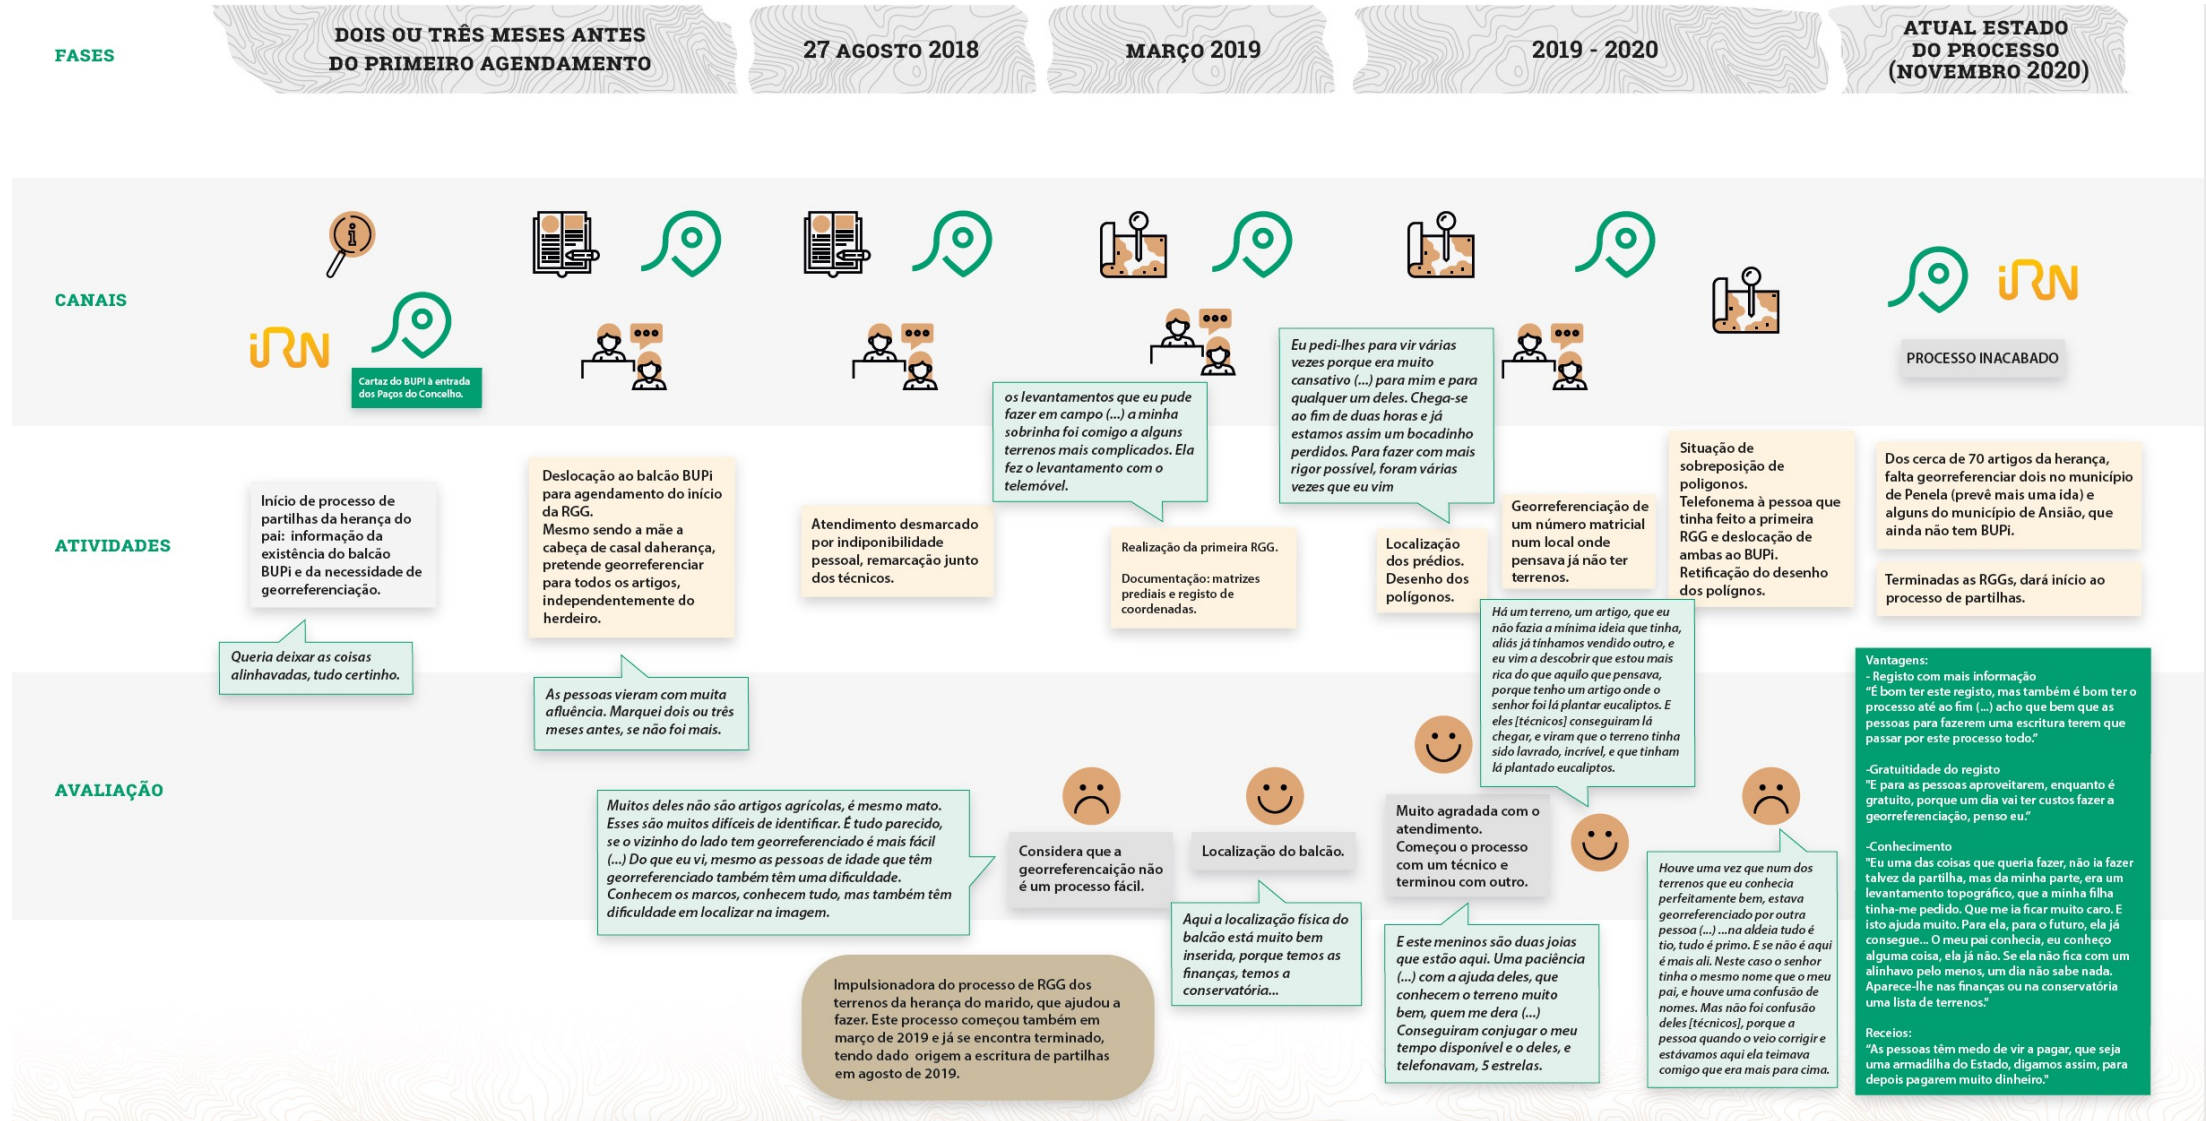 FASES
DOIS OU TRÊS MESES ANTES
DO PRIMEIRO AGENDAMENTO
27 AGOSTO 2018
MARÇO 2019
2019 - 2020
ATUAL ESTADO
DO PROCESSO
(NOVEMBRO 2020)
CANAIS
i
iRN
Cartaz do BUPI à entrada
dos Paços do Concelho.
iRN
PROCESSO INACABADO
os levantamentos que eu pude
fazer em campo (...) a minha
sobrinha foi comigo a alguns
terrenos mais complicados. Ela
fez o levantamento com o
telemóvel.
Eu pedi-lhes para vir várias
vezes porque era muito
cansativo (...) para mim e para
qualquer um deles. Chega-se
ao fim de duas horas e já
estamos assim um bocadinho
perdidos. Para fazer com mais
rigor possível, foram várias
vezes que eu vim
ATIVIDADES
Início de processo de
partilhas da herança do
pai: informação da
existência do balcão
BUPi e da necessidade de
georreferenciação.
Queria deixar as coisas
alinhavadas, tudo certinho.
Deslocação ao balcão BUPi
para agendamento do início
da RGG.
Mesmo sendo a mãe a
cabeça de casal daherança,
pretende georreferenciar
para todos os artigos,
independentemente do
herdeiro.
As pessoas vieram com muita
afluência. Marquei dois ou três
meses antes, se não foi mais.
Atendimento desmarcado
por indiponibilidade
pessoal, remarcação junto
dos técnicos.
Realização da primeira RGG.
Documentação: matrizes
prediais e registo de
coordenadas.
Localização
dos prédios.
Desenho dos
polígonos.
Georreferenciação de
um número matricial
num local onde
pensava já não ter
terrenos.
Há um terreno, um artigo, que eu
não fazia a mínima ideia que tinha,
aliás já tínhamos vendido outro, e
eu vim a descobrir que estou mais
rica do que aquilo que pensava,
porque tenho um artigo onde o
senhor foi lá plantar eucaliptos. E
eles [técnicos] conseguiram lá
chegar, e viram que o terreno tinha
sido lavrado, incrível, e que tinham
lá plantado eucaliptos.
Situação de
sobreposição de
poligonos.
Telefonema à pessoa que
tinha feito a primeira
RGG e deslocação de
ambas ao BUPi.
Retificação do desenho
dos polígnos.
Dos cerca de 70 artigos da herança,
falta georreferenciar dois no município
de Penela (prevê mais uma ida) e
alguns do município de Ansião, que
ainda não tem BUPi.
Terminadas as RGGs, dará início ao
processo de partilhas.
AVALIAÇÃO
Muitos deles não são artigos agrícolas, é mesmo mato.
Esses são muitos difíceis de identificar. É tudo parecido,
se o vizinho do lado tem georreferenciado é mais fácil
(...) Do que eu vi, mesmo as pessoas de idade que têm
georreferenciado também têm uma dificuldade.
Conhecem os marcos, conhecem tudo, mas também têm
dificuldade em localizar na imagem.
Considera que a
georreferencaição não
é um processo fácil.
Localização do balcão.
Aqui a localização física do
balcão está muito bem
inserida, porque temos as
finanças, temos a
conservatória...
Muito agradada com o
atendimento.
Começou o processo
com um técnico e
terminou com outro.
E este meninos são duas joias
que estão aqui. Uma paciência
(...) com a ajuda deles, que
conhecem o terreno muito
bem, quem me dera (...)
Conseguiram conjugar o meu
tempo disponível e o deles, e
telefonavam, 5 estrelas.
Houve uma vez que num dos
terrenos que eu conhecia
perfeitamente bem, estava
georreferenciado por outra
pessoa (...) ...na aldeia tudo é
tio, tudo é primo. E se não é aqui
é mais ali. Neste caso o senhor
tinha o mesmo nome que o meu
pai, e houve uma confusão de
nomes. Mas não foi confusão
deles [técnicos], porque a
pessoa quando o veio corrigir e
estávamos aqui ela teimava
comigo que era mais para cima.
Impulsionadora do processo de RGG dos
terrenos da herança do marido, que ajudou a
fazer. Este processo começou também em
março de 2019 e já se encontra terminado,
tendo dado origem a escritura de partilhas
em agosto de 2019.
Vantagens:
- Registo com mais informação
“É bom ter este registo, mas também é bom ter o
processo até ao fim (...) acho que bem que as
pessoas para fazerem uma escritura terem que
passar por este processo todo.”
-Gratuitidade do registo
"E para as pessoas aproveitarem, enquanto é
gratuito, porque um dia vai ter custos fazer a
georreferenciação, penso eu.”
-Conhecimento
"Eu uma das coisas que queria fazer, não ia fazer
talvez da partilha, mas da minha parte, era um
levantamento topográfico, que a minha filha
tinha-me pedido. Que me ia ficar muito caro. E
isto ajuda muito. Para ela, para o futuro, ela já
consegue... O meu pai conhecia, eu conheço
alguma coisa, ela já não. Se ela não fica com um
alinhavo pelo menos, um dia não sabe nada.
Aparece-lhe nas finanças ou na conservatória
uma lista de terrenos."
Receios:
“As pessoas têm medo de vir a pagar, que seja
uma armadilha do Estado, digamos assim, para
depois pagarem muito dinheiro."